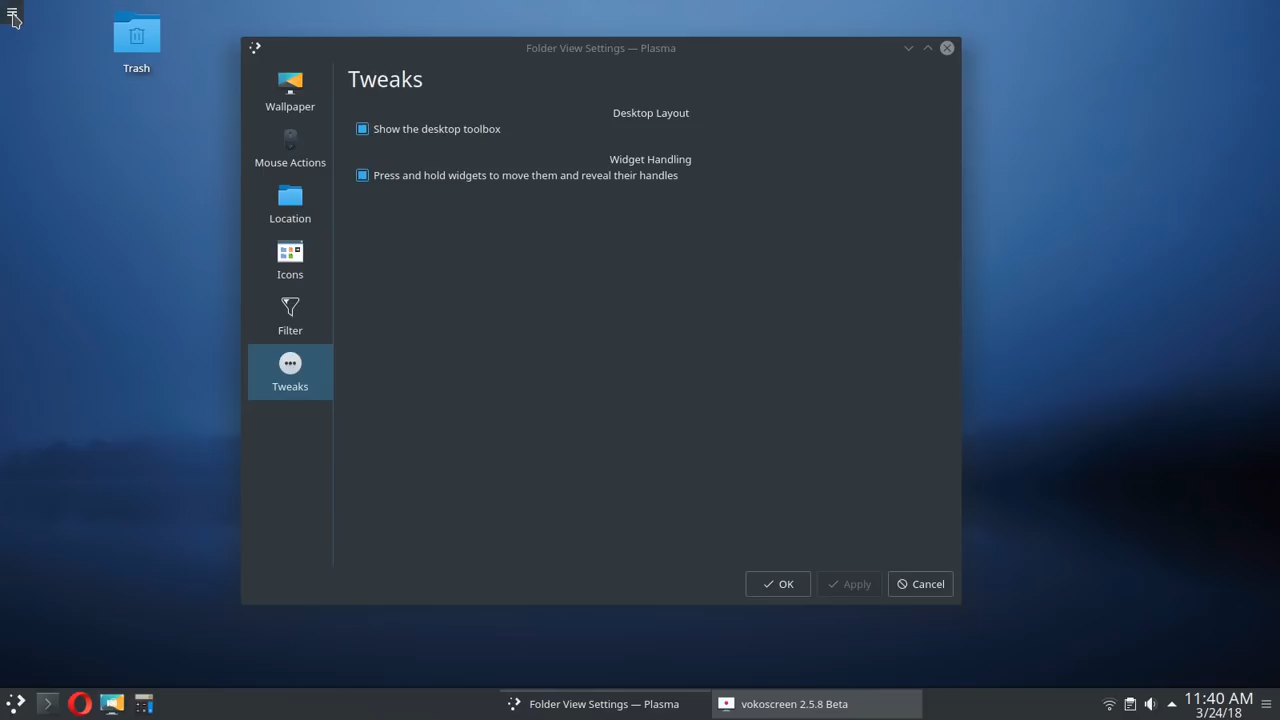 Trash
Folder View Settings — Plasma
Wallpaper
Mouse Actions
Location
Icons
Filter
Tweaks
Tweaks
Desktop Layout
Show the desktop toolbox
Widget Handling
Press and hold widgets to move them and reveal their handles
OK
Apply
Cancel
Folder View Settings — Plasma
vokoscreen 2.5.8 Beta
11:40 AM
3/24/18